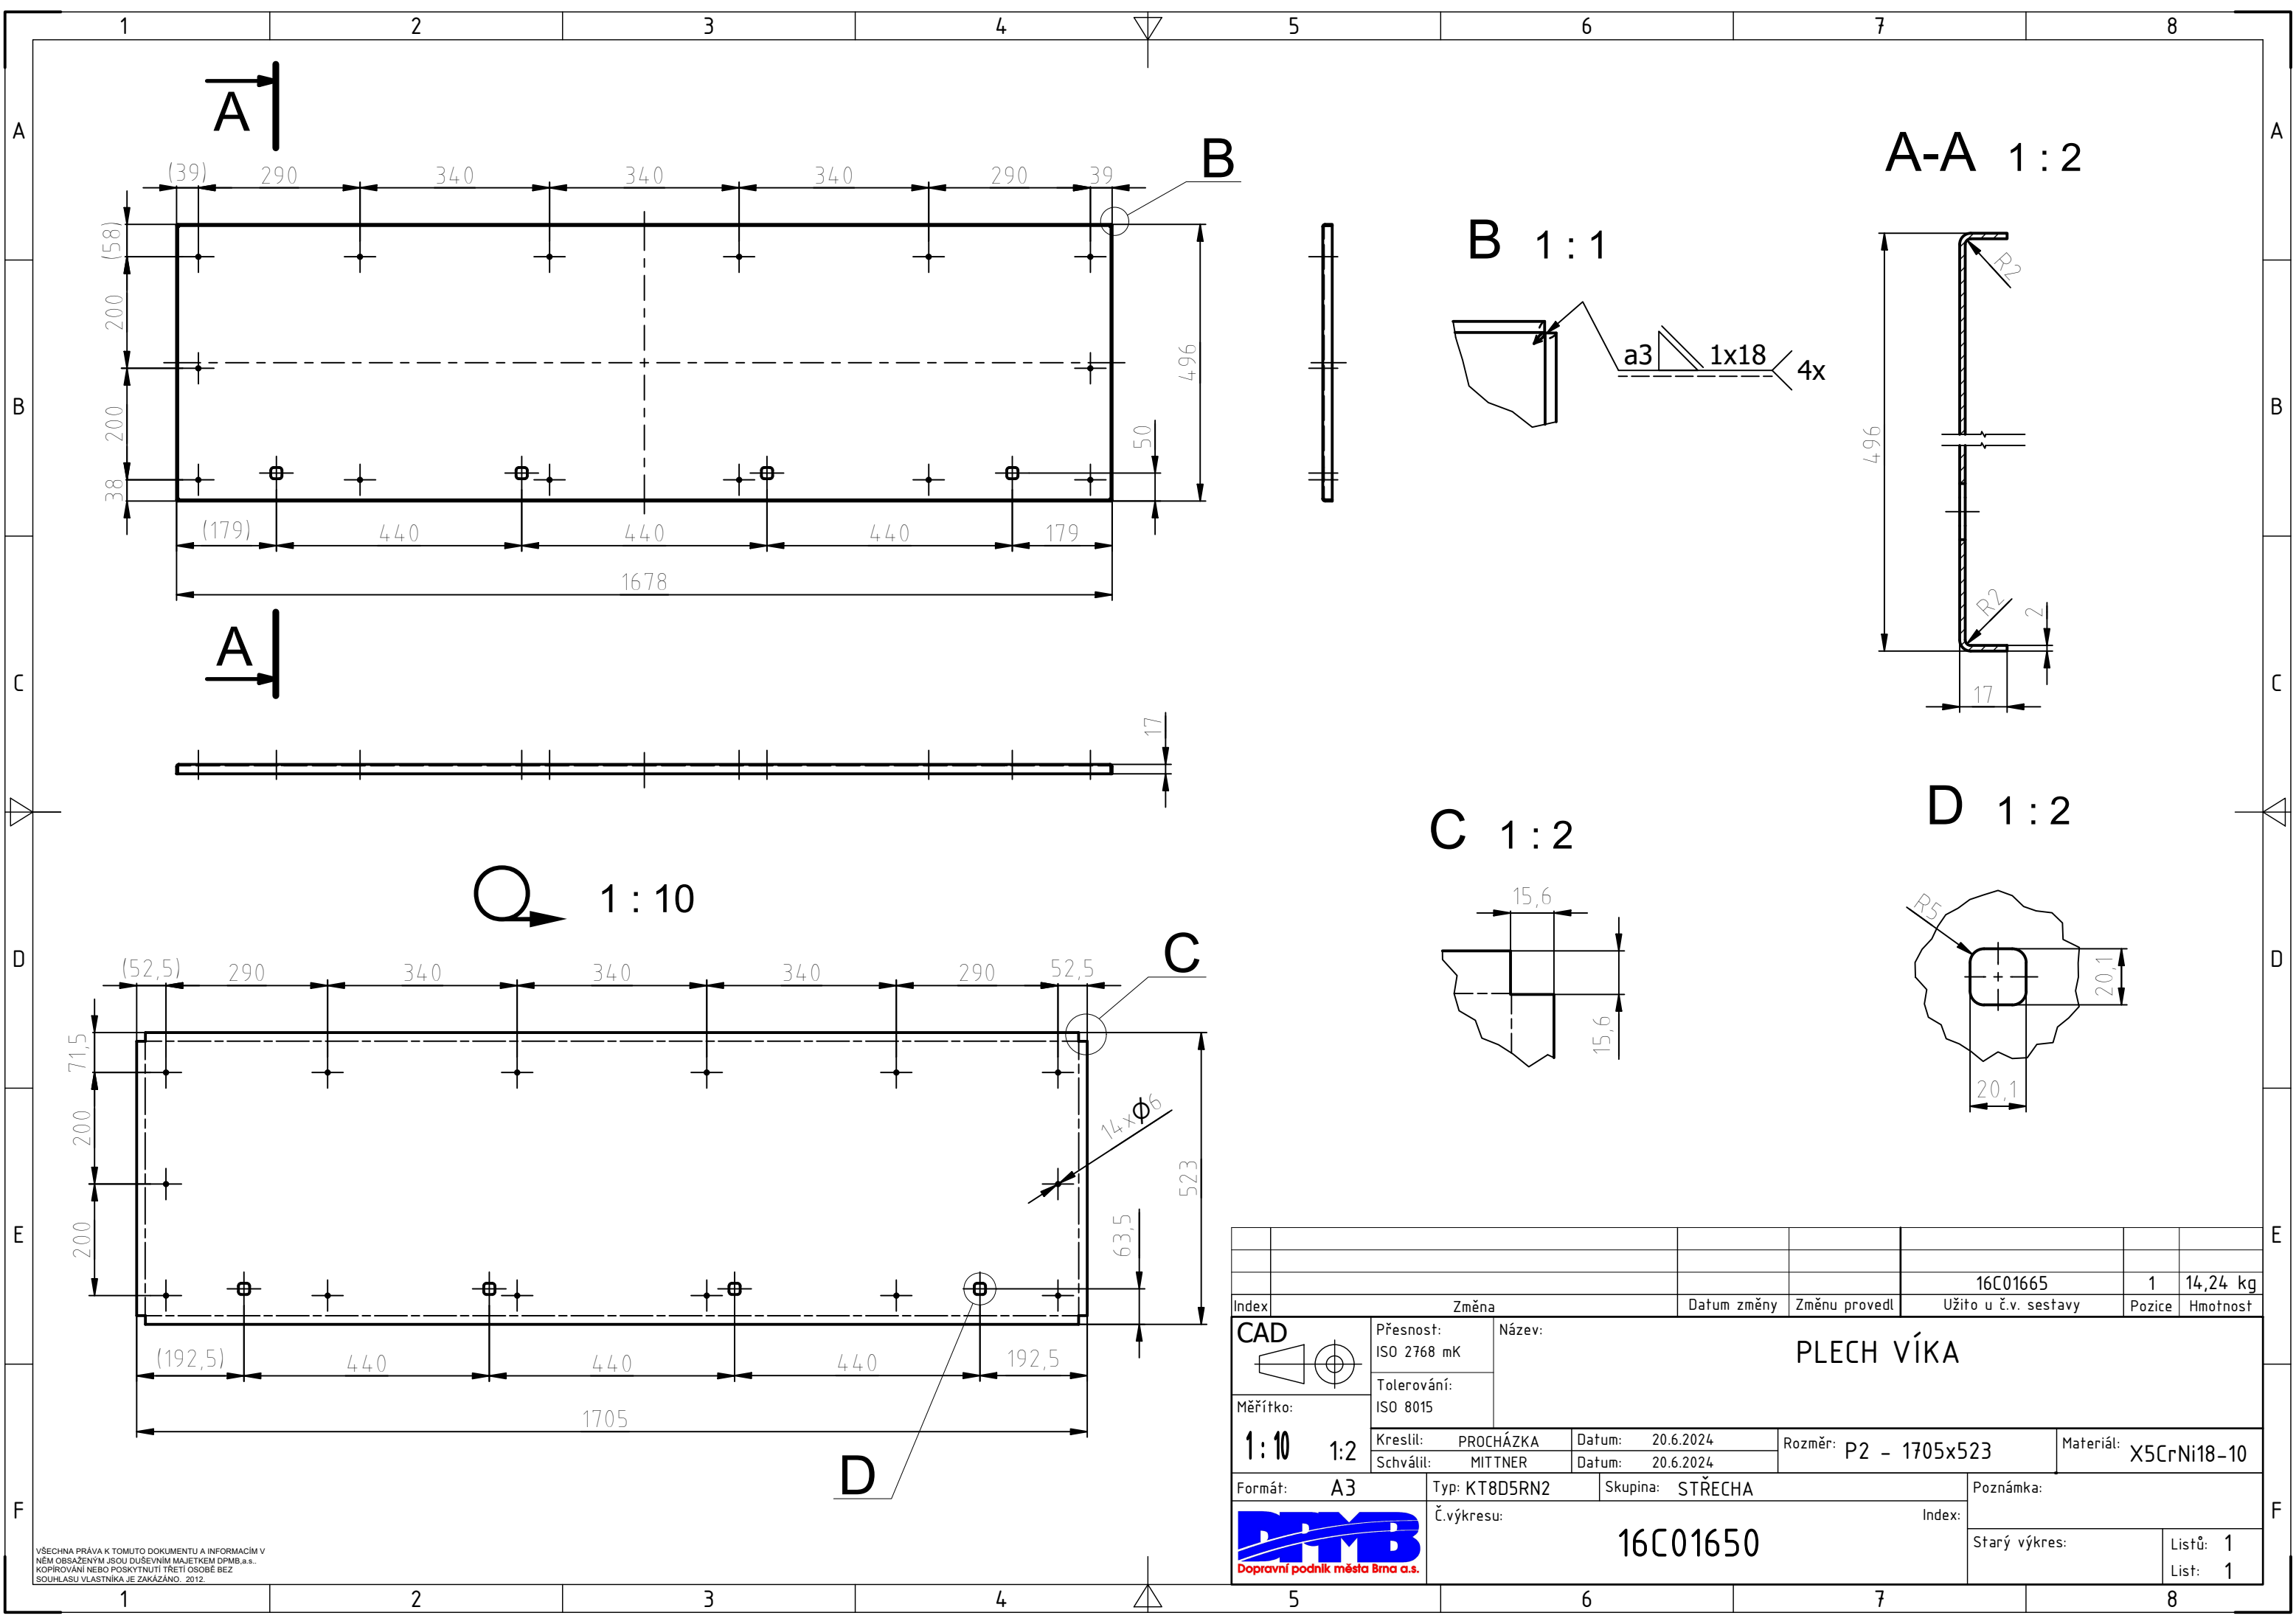 1 2 3 4 5 6 7 8
A A
B B
C C
D D
E E
F F
1 2 3 4 5 6 7 8
A
(39) 290 340 340 340 290 39
B
(58)
200
200
38
496
50
(179) 440 440 440 179
1678
A
17
B 1 : 1
a3 1x18 4x
A-A 1 : 2
R2
496
R2
2
17
1 : 10
(52,5) 290 340 340 340 290 52,5
C
71,5
200
200
14xϕ6
523
63,5
(192,5) 440 440 440 192,5
1705
D
C 1 : 2
15,6
15,6
D 1 : 2
R5
20,1
20,1
16C01665 1 14,24 kg
Index Změna Datum změny Změnu provedl Užito u č.v. sestavy Pozice Hmotnost
CAD
Přesnost:
ISO 2768 mK
Název:
PLECH VÍKA
Tolerování:
ISO 8015
Měřítko:
1 : 10 1:2
Kreslil: PROCHÁZKA Datum: 20.6.2024
Schválil: MITTNER Datum: 20.6.2024
Rozměr: P2 - 1705x523
Materiál: X5CrNi18-10
Formát: A3
Typ: KT8D5RN2
Skupina: STŘECHA
Poznámka:
Č.výkresu:
16C01650
Index:
Starý výkres:
Listů: 1
List: 1
DPMB
Dopravní podnik města Brna a.s.
VŠECHNA PRÁVA K TOMUTO DOKUMENTU A INFORMACÍM V
NĚM OBSAŽENÝM JSOU DUŠEVNÍM MAJETKEM DPMB,a.s..
KOPÍROVÁNÍ NEBO POSKYTNUTÍ TŘETÍ OSOBĚ BEZ
SOUHLASU VLASTNÍKA JE ZAKÁZÁNO. 2012.